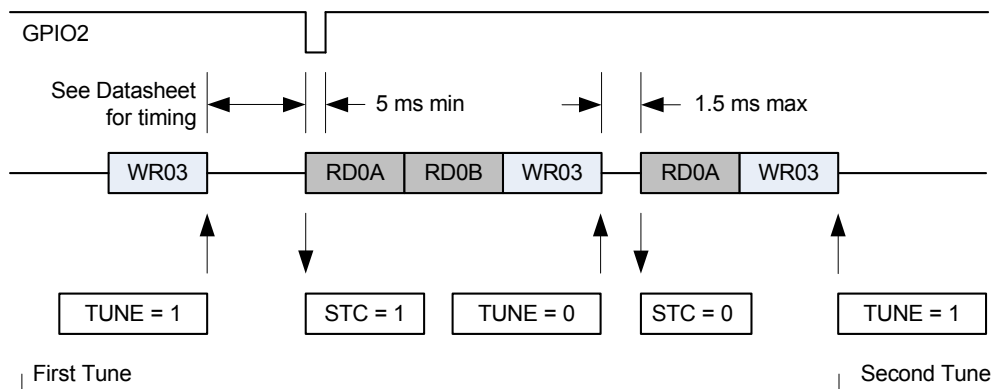 GPIO2
See Datasheet
for timing
5 ms min
1.5 ms max
WR03
RD0A
RD0B
WR03
RD0A
WR03
TUNE = 1
STC = 1
TUNE = 0
STC = 0
TUNE = 1
First Tune
Second Tune